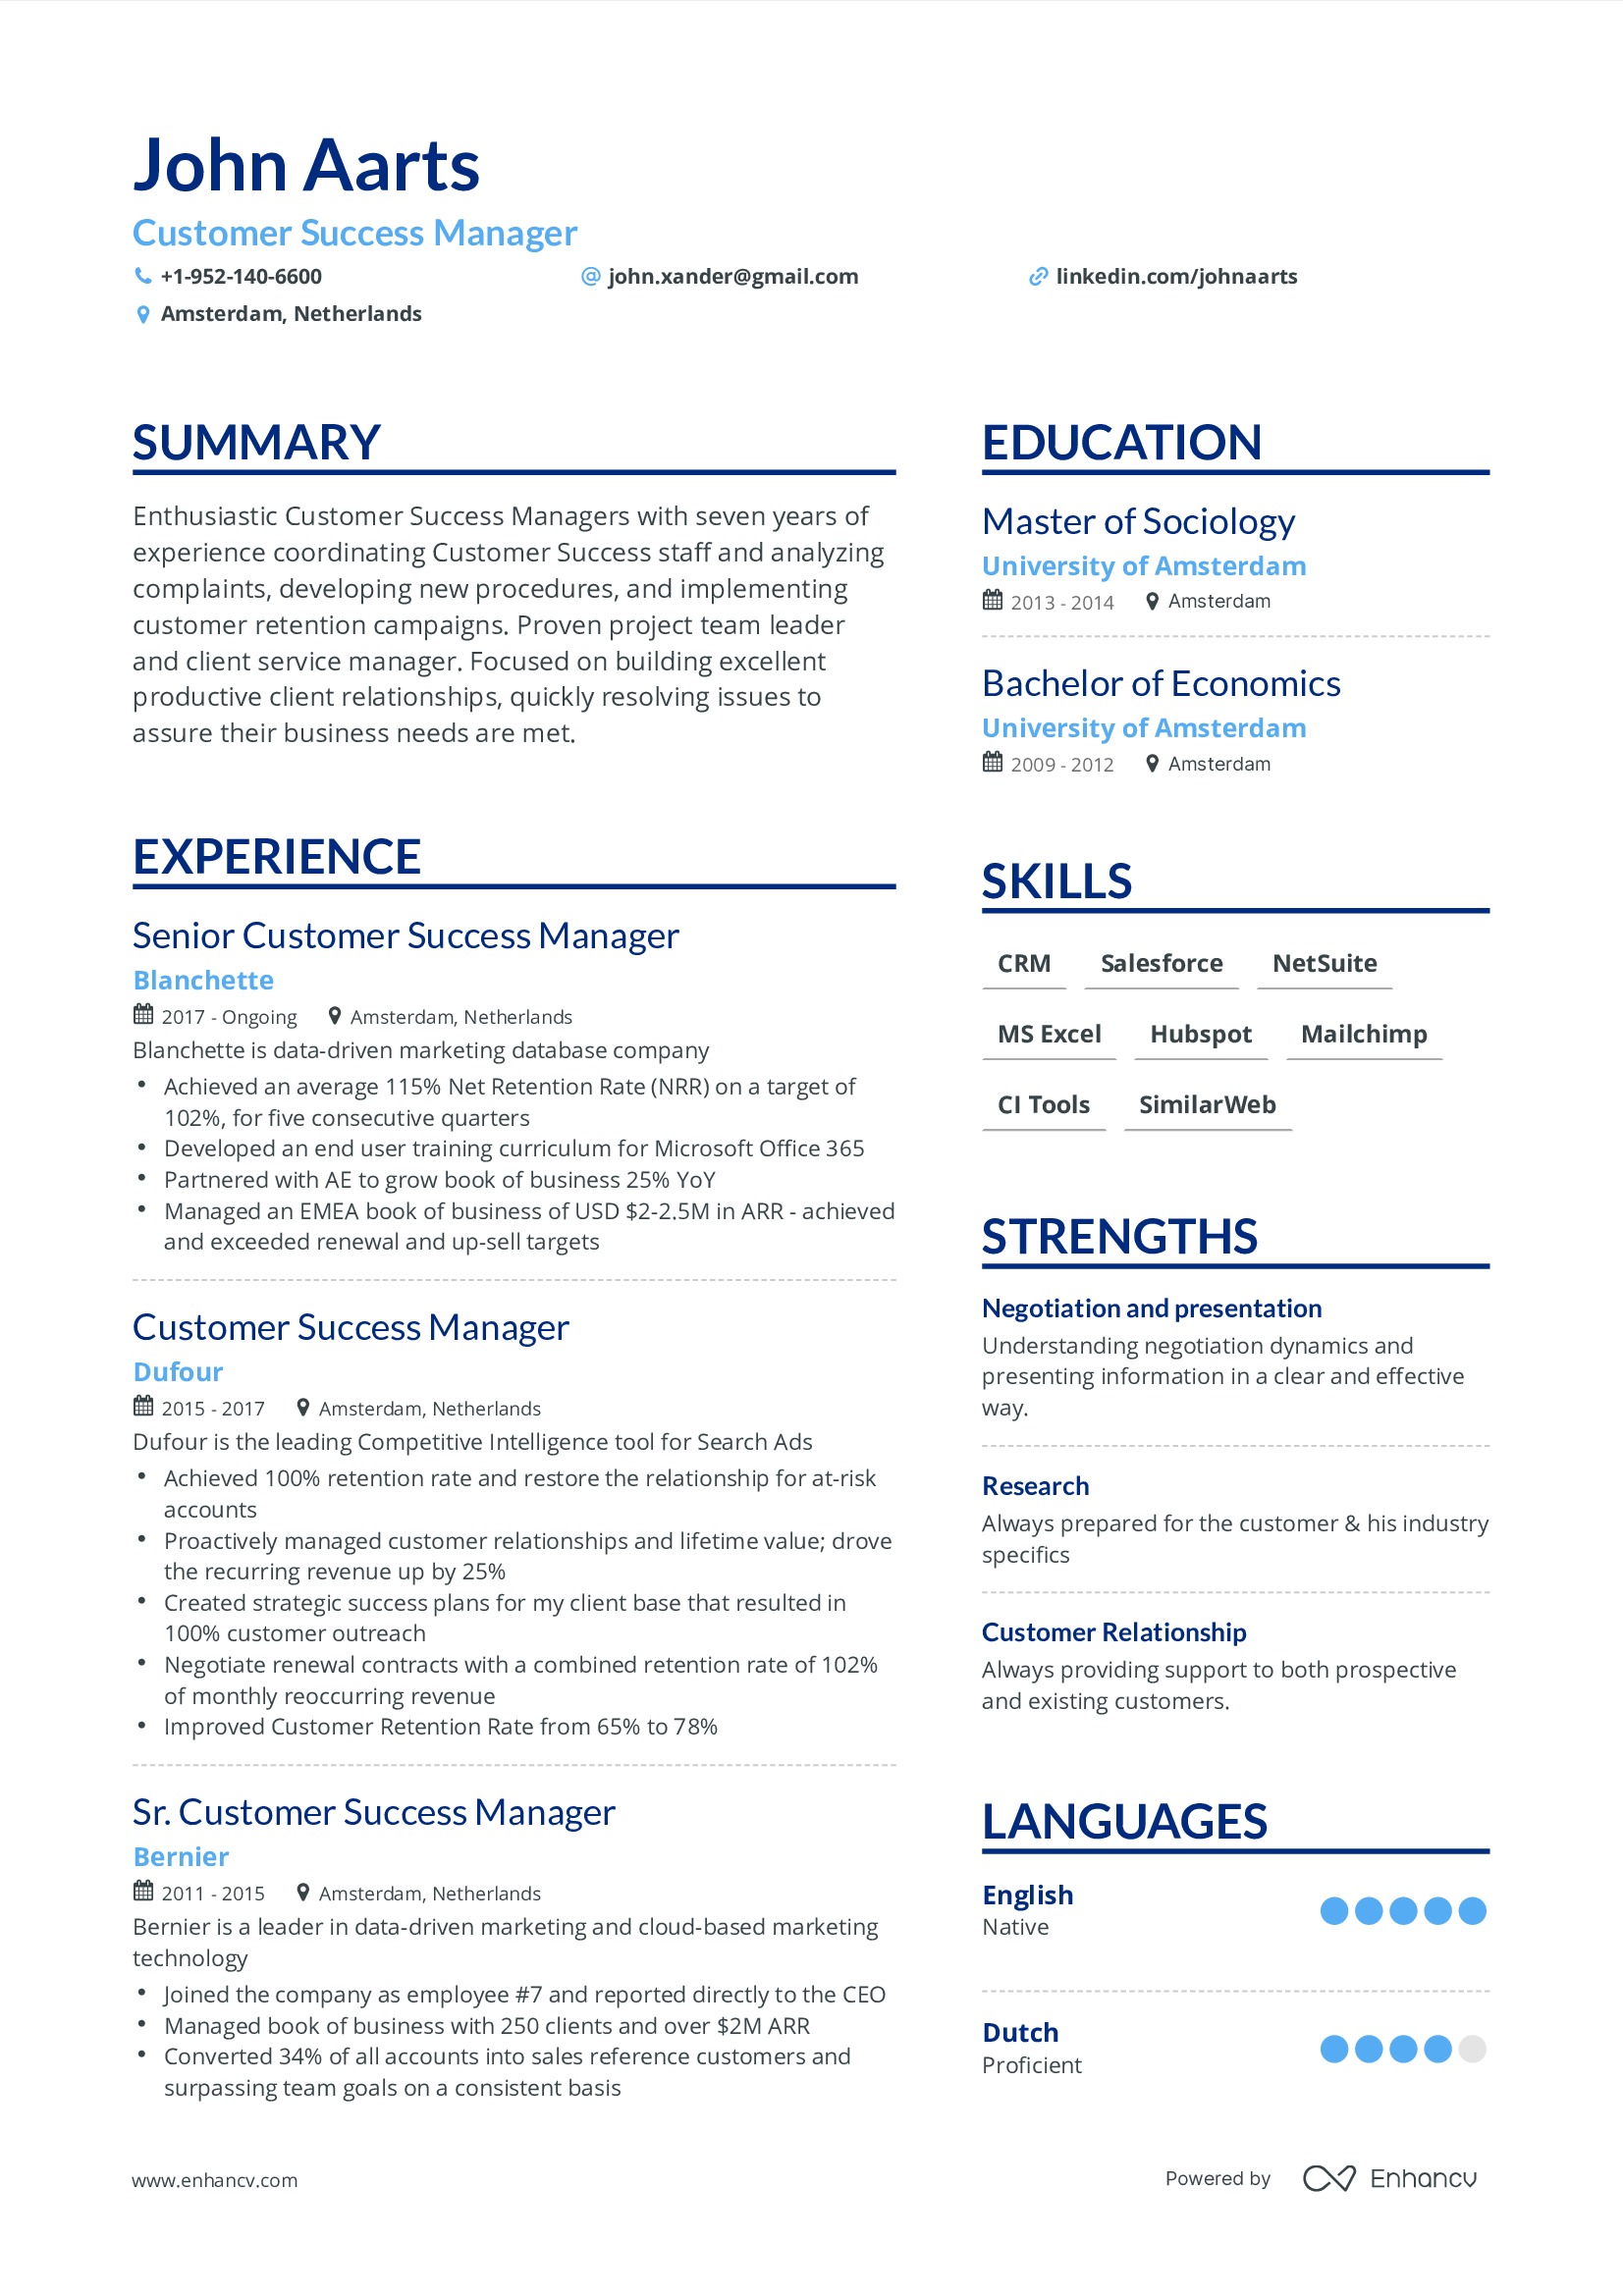 John Aarts
Customer Success Manager
+1-952-140-6600
john.xander@gmail.com
linkedin.com/johnaarts
Amsterdam, Netherlands
SUMMARY
Enthusiastic Customer Success Managers with seven years of
experience coordinating Customer Success staff and analyzing
complaints, developing new procedures, and implementing
customer retention campaigns. Proven project team leader
and client service manager. Focused on building excellent
productive client relationships, quickly resolving issues to
assure their business needs are met.
EXPERIENCE
Senior Customer Success Manager
Blanchette
2017 - Ongoing
Amsterdam, Netherlands
Blanchette is data-driven marketing database company
• Achieved an average 115% Net Retention Rate (NRR) on a target of
102%, for five consecutive quarters
• Developed an end user training curriculum for Microsoft Office 365
• Partnered with AE to grow book of business 25% YoY
• Managed an EMEA book of business of USD $2-2.5M in ARR - achieved
and exceeded renewal and up-sell targets
Customer Success Manager
Dufour
2015 - 2017
Amsterdam, Netherlands
Dufour is the leading Competitive Intelligence tool for Search Ads
• Achieved 100% retention rate and restore the relationship for at-risk
accounts
• Proactively managed customer relationships and lifetime value; drove
the recurring revenue up by 25%
• Created strategic success plans for my client base that resulted in
100% customer outreach
• Negotiate renewal contracts with a combined retention rate of 102%
of monthly reoccurring revenue
• Improved Customer Retention Rate from 65% to 78%
Sr. Customer Success Manager
Bernier
2011 - 2015
Amsterdam, Netherlands
Bernier is a leader in data-driven marketing and cloud-based marketing
technology
• Joined the company as employee #7 and reported directly to the CEO
• Managed book of business with 250 clients and over $2M ARR
• Converted 34% of all accounts into sales reference customers and
surpassing team goals on a consistent basis
EDUCATION
Master of Sociology
University of Amsterdam
2013 - 2014
Amsterdam
Bachelor of Economics
University of Amsterdam
2009 - 2012
Amsterdam
SKILLS
CRM Salesforce NetSuite
MS Excel Hubspot Mailchimp
CI Tools SimilarWeb
STRENGTHS
Negotiation and presentation
Understanding negotiation dynamics and
presenting information in a clear and effective
way.
Research
Always prepared for the customer & his industry
specifics
Customer Relationship
Always providing support to both prospective
and existing customers.
LANGUAGES
English
Native
Dutch
Proficient
www.enhancv.com
Powered by Enhancv